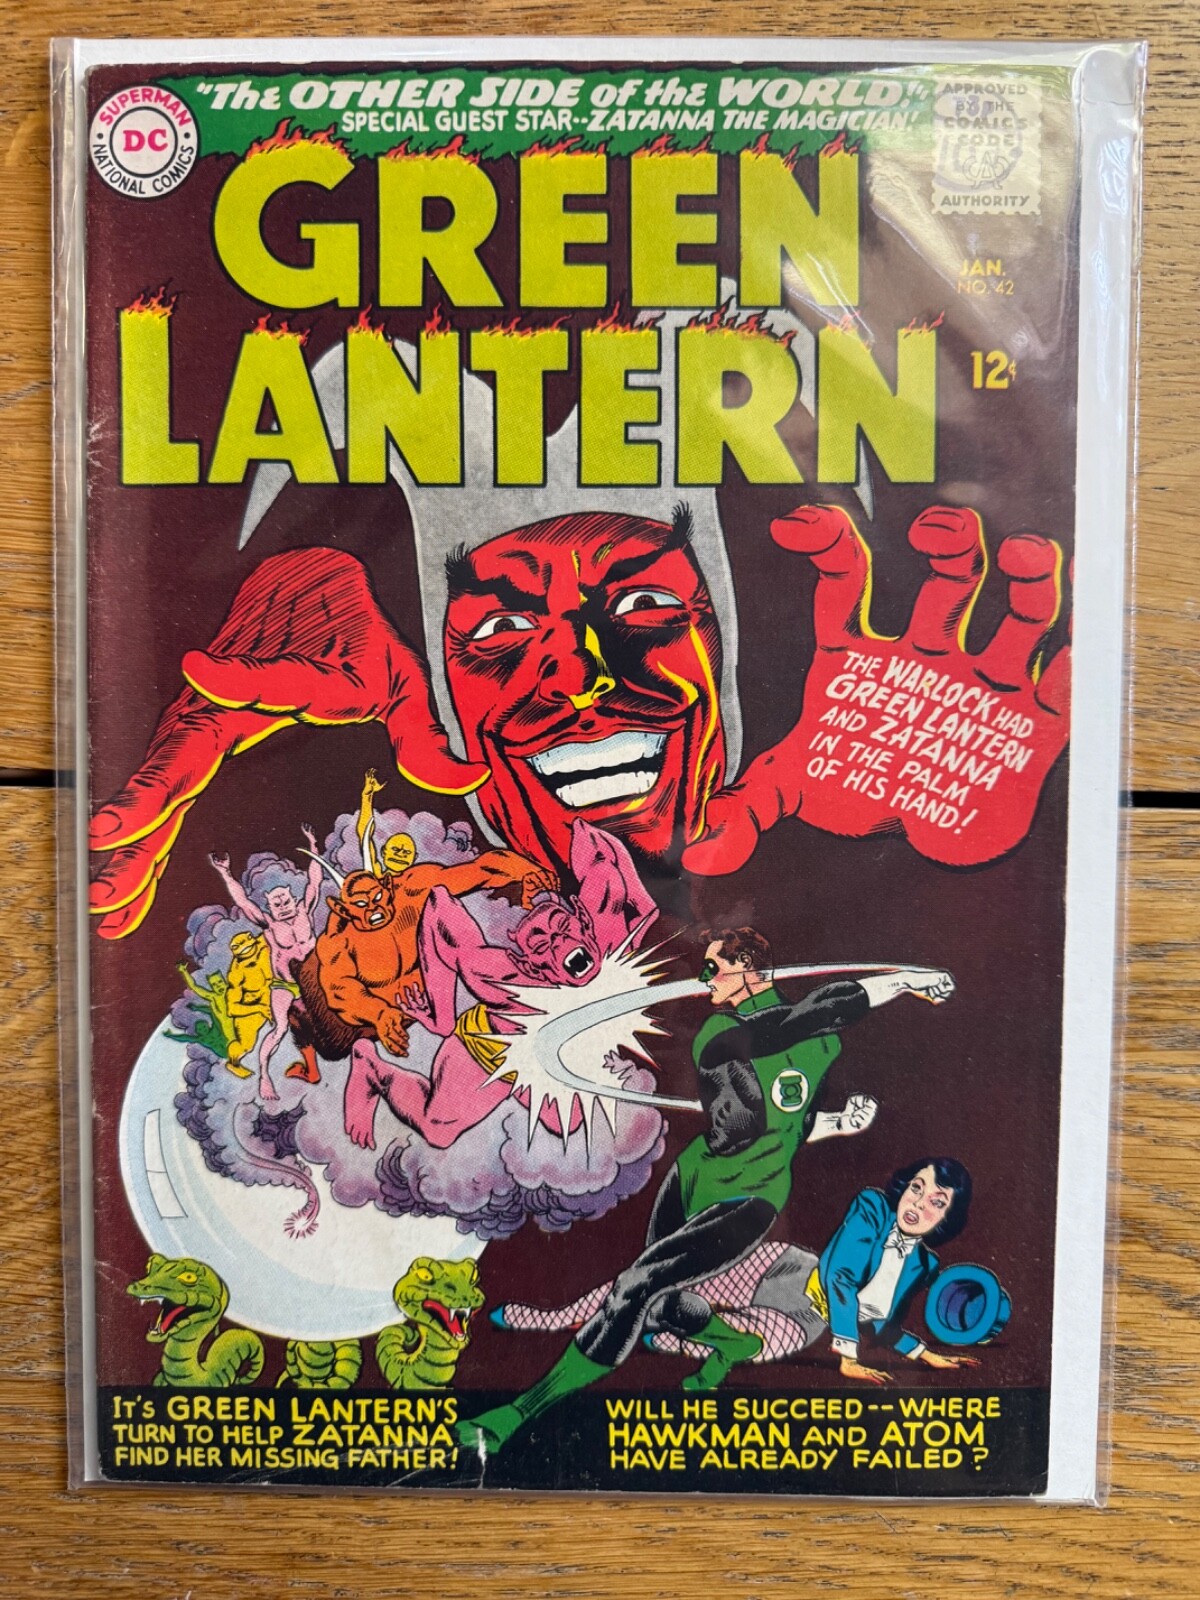 "The OTHER SIDE of the WORLD!"
SPECIAL GUEST STAR--ZATANNA THE MAGICIAN!
SUPERMAN
DC
NATIONAL COMICS
APPROVED
BY THE
COMICS
CODE
CA
AUTHORITY
GREEN
LANTERN
JAN.
NO. 42
12¢
THE WARLOCK HAD
GREEN LANTERN
AND ZATANNA
IN THE PALM
OF HIS HAND!
IT'S GREEN LANTERN'S
TURN TO HELP ZATANNA
FIND HER MISSING FATHER!
WILL HE SUCCEED--WHERE
HAWKMAN AND ATOM
HAVE ALREADY FAILED?